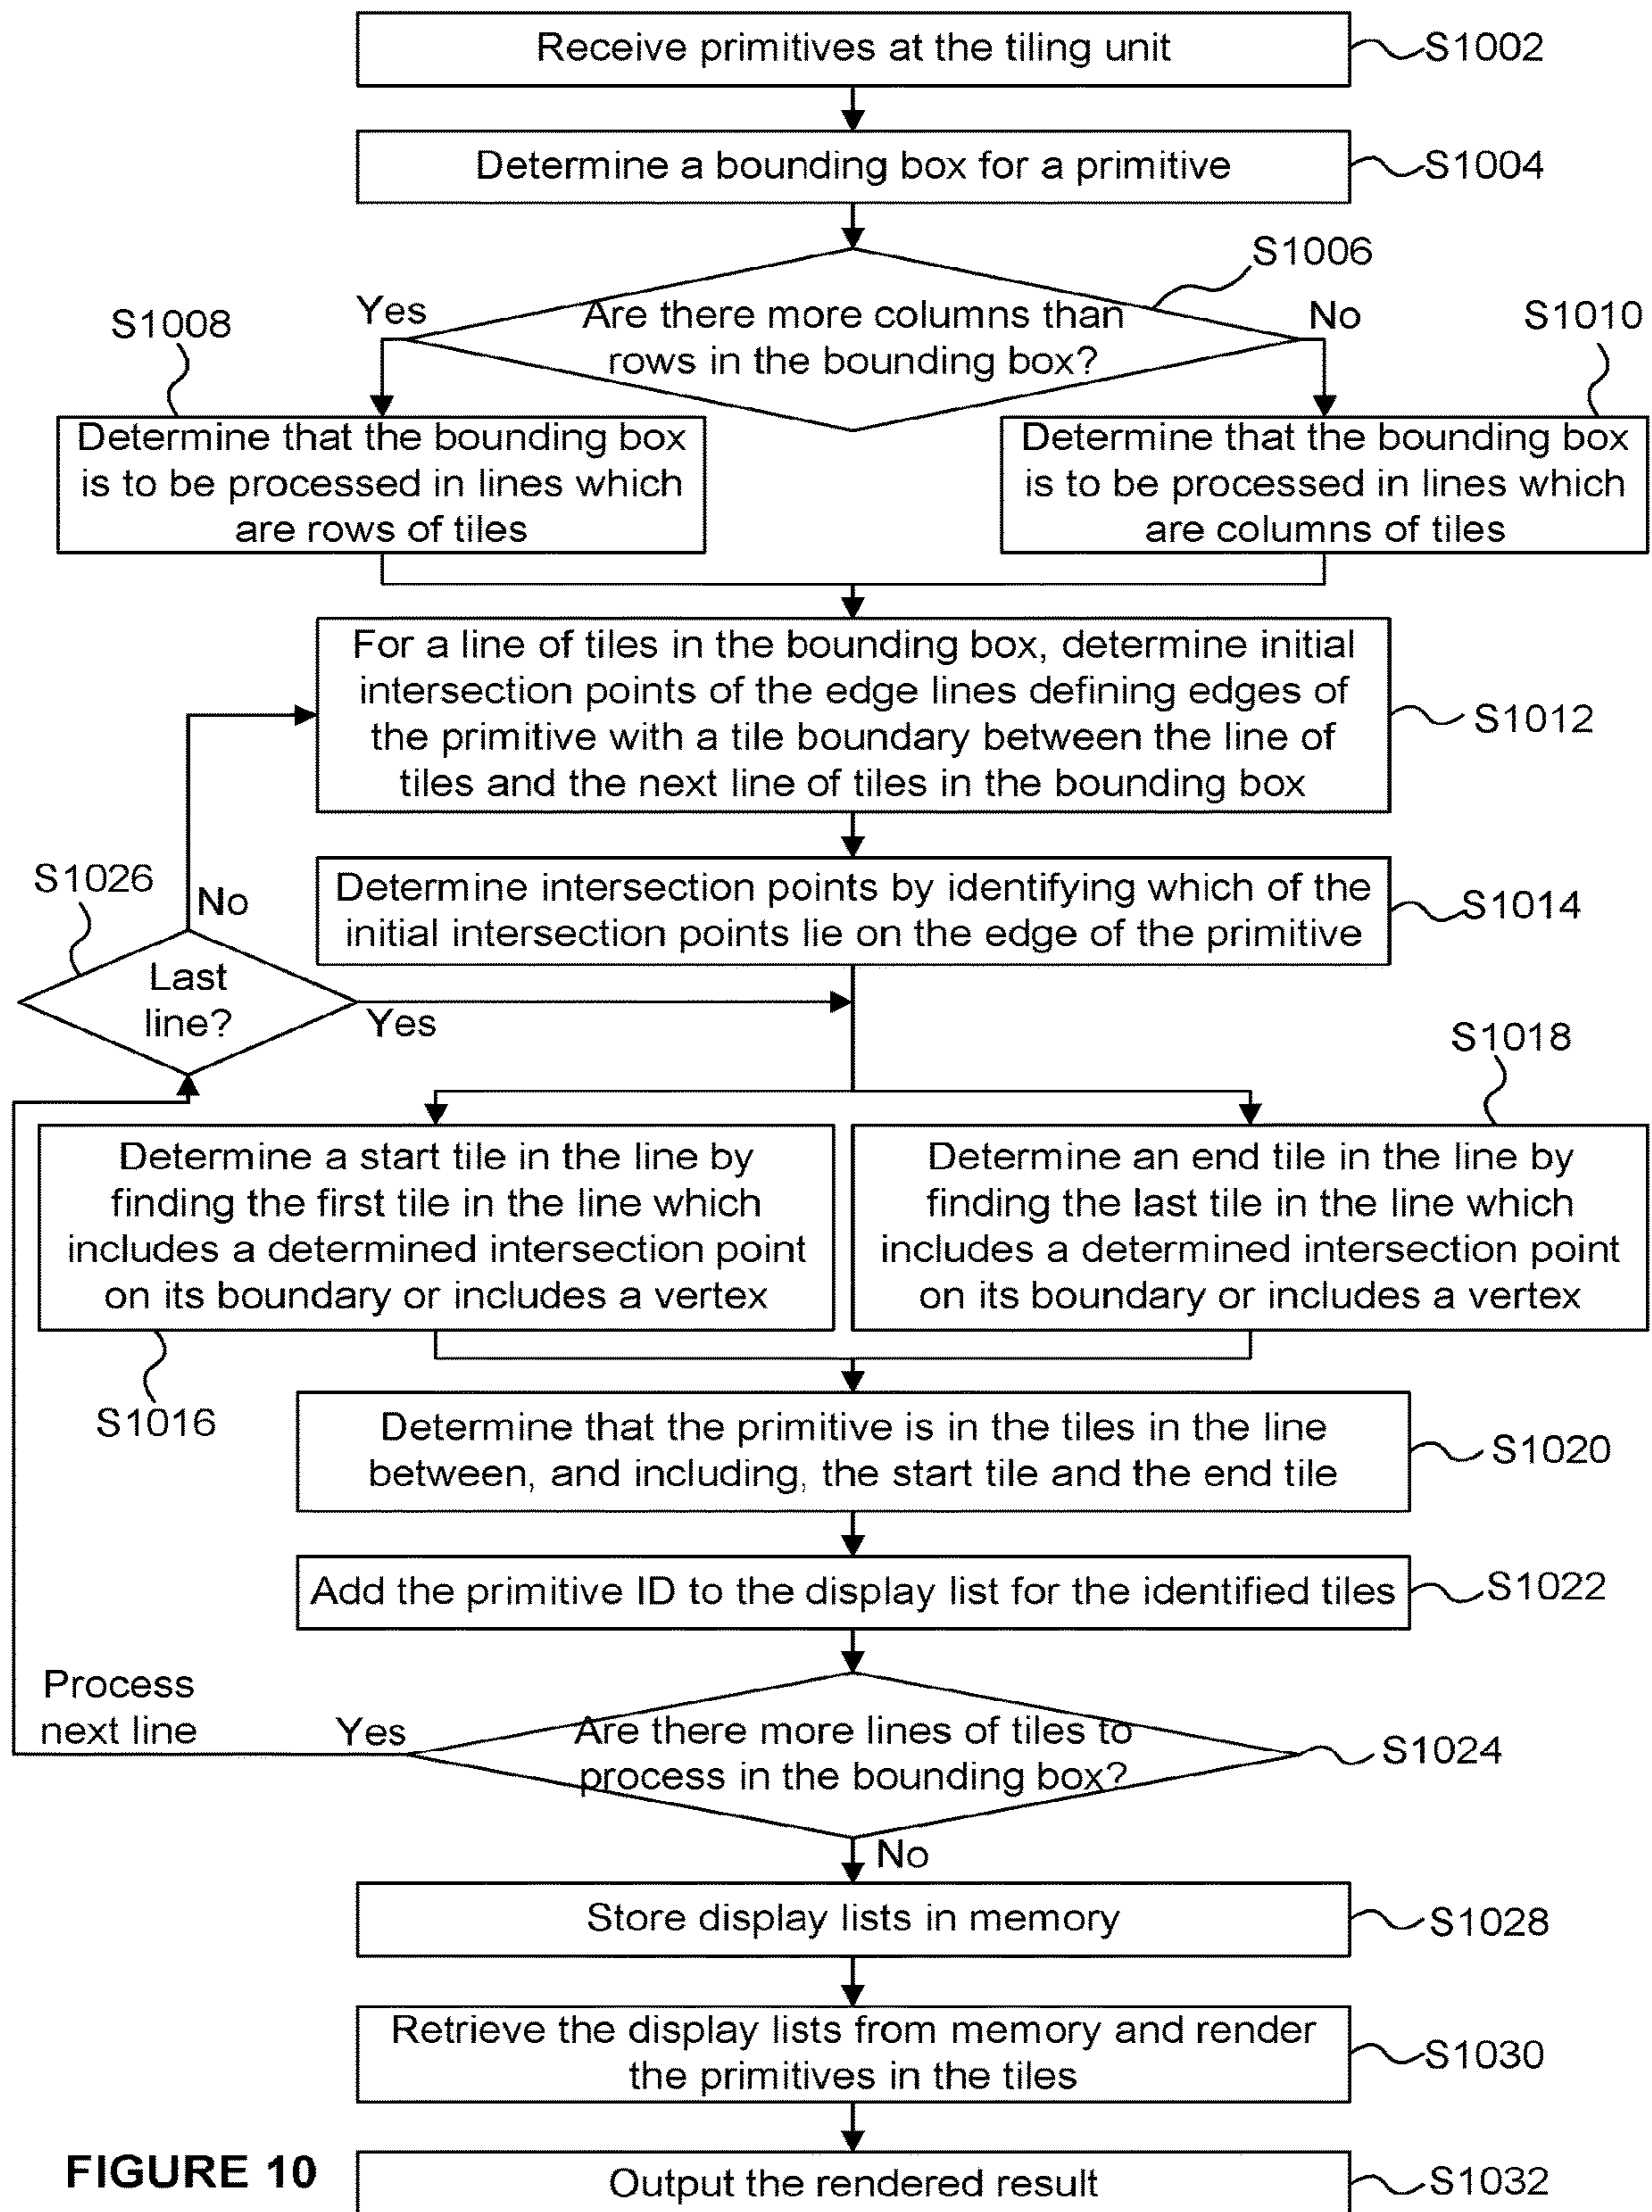 Receive primitives at the tiling unit
S1002
Determine a bounding box for a primitive
S1004
S1006
Are there more columns than
rows in the bounding box?
Yes
No
S1008
S1010
Determine that the bounding box
is to be processed in lines which
are rows of tiles
Determine that the bounding box
is to be processed in lines which
are columns of tiles
For a line of tiles in the bounding box, determine initial
intersection points of the edge lines defining edges of
the primitive with a tile boundary between the line of
tiles and the next line of tiles in the bounding box
S1012
Determine intersection points by identifying which of the
initial intersection points lie on the edge of the primitive
S1014
S1026
No
Last
line?
Yes
S1018
Determine a start tile in the line by
finding the first tile in the line which
includes a determined intersection point
on its boundary or includes a vertex
Determine an end tile in the line by
finding the last tile in the line which
includes a determined intersection point
on its boundary or includes a vertex
S1016
Determine that the primitive is in the tiles in the line
between, and including, the start tile and the end tile
S1020
Add the primitive ID to the display list for the identified tiles
S1022
Process
next line
Yes
Are there more lines of tiles to
process in the bounding box?
S1024
No
Store display lists in memory
S1028
Retrieve the display lists from memory and render
the primitives in the tiles
S1030
FIGURE 10
Output the rendered result
S1032